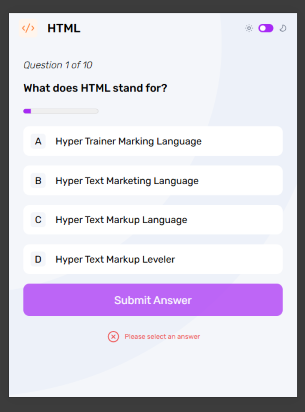 </> HTML
Question 1 of 10
What does HTML stand for?
A Hyper Trainer Marking Language
B Hyper Text Marketing Language
C Hyper Text Markup Language
D Hyper Text Markup Leveler
Submit Answer
Please select an answer